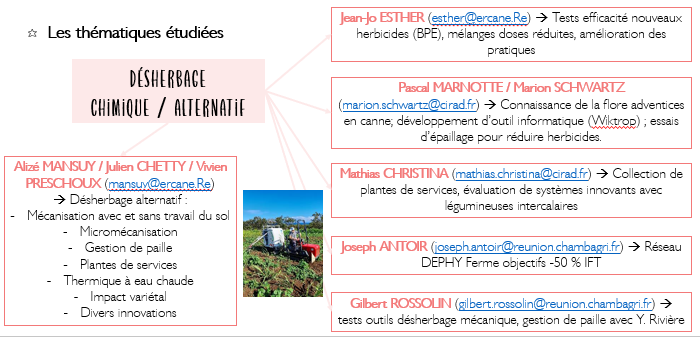 ☆ Les thématiques étudiées
DÉSHERBAGE
CHIMIQUE / ALTERNATIF
Jean-Jo ESTHER (esther@ercane.Re) → Tests efficacité nouveaux
herbicides (BPE), mélanges doses réduites, amélioration des
pratiques
Pascal MARNOTTE / Marion SCHWARTZ
(marion.schwartz@cirad.fr) → Connaissance de la flore adventices
en canne; développement d'outil informatique (Wiktrop) ; essais
d'épaillage pour réduire herbicides.
Alizé MANSUY / Julien CHETTY / Vivien
PRESCHOUX (mansuy@ercane.Re)
→ Désherbage alternatif :
- Mécanisation avec et sans travail du sol
- Micromécanisation
- Gestion de paille
- Plantes de services
- Thermique à eau chaude
- Impact variétal
- Divers innovations
Mathias CHRISTINA (mathias.christina@cirad.fr) → Collection de
plantes de services, évaluation de systèmes innovants avec
légumineuses intercalaires
Joseph ANTOIR (joseph.antoir@reunion.chambagri.fr) → Réseau
DEPHY Ferme objectifs -50 % IFT
Gilbert ROSSOLIN (gilbert.rossolin@reunion.chambagri.fr) →
tests outils désherbage mécanique, gestion de paille avec Y. Rivière